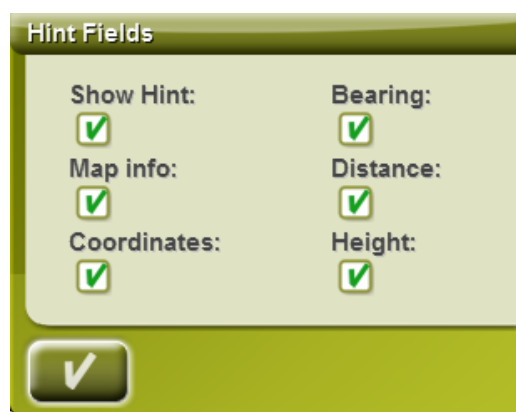 Hint Fields
Show Hint: Bearing:
Map info: Distance:
Coordinates: Height: